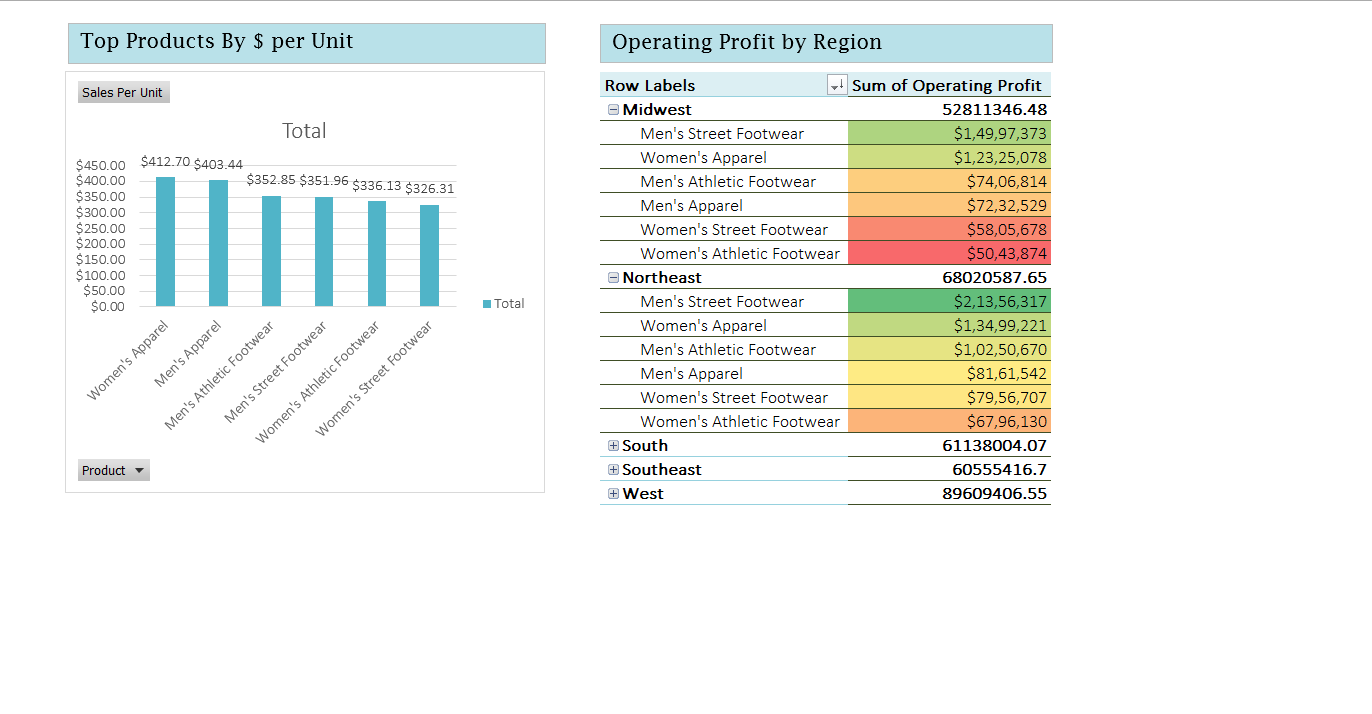 Top Products By $ per Unit
Sales Per Unit
Total
$450.00
$400.00
$350.00
$300.00
$250.00
$200.00
$150.00
$100.00
$50.00
$0.00
$412.70 $403.44 $352.85 $351.96 $336.13 $326.31
Women's Apparel
Men's Apparel
Men's Athletic Footwear
Men's Street Footwear
Women's Athletic Footwear
Women's Street Footwear
Total
Product
Operating Profit by Region
Row Labels Sum of Operating Profit
Midwest 52811346.48
Men's Street Footwear $1,49,97,373
Women's Apparel $1,23,25,078
Men's Athletic Footwear $74,06,814
Men's Apparel $72,32,529
Women's Street Footwear $58,05,678
Women's Athletic Footwear $50,43,874
Northeast 68020587.65
Men's Street Footwear $2,13,56,317
Women's Apparel $1,34,99,221
Men's Athletic Footwear $1,02,50,670
Men's Apparel $81,61,542
Women's Street Footwear $79,56,707
Women's Athletic Footwear $67,96,130
South 61138004.07
Southeast 60555416.7
West 89609406.55